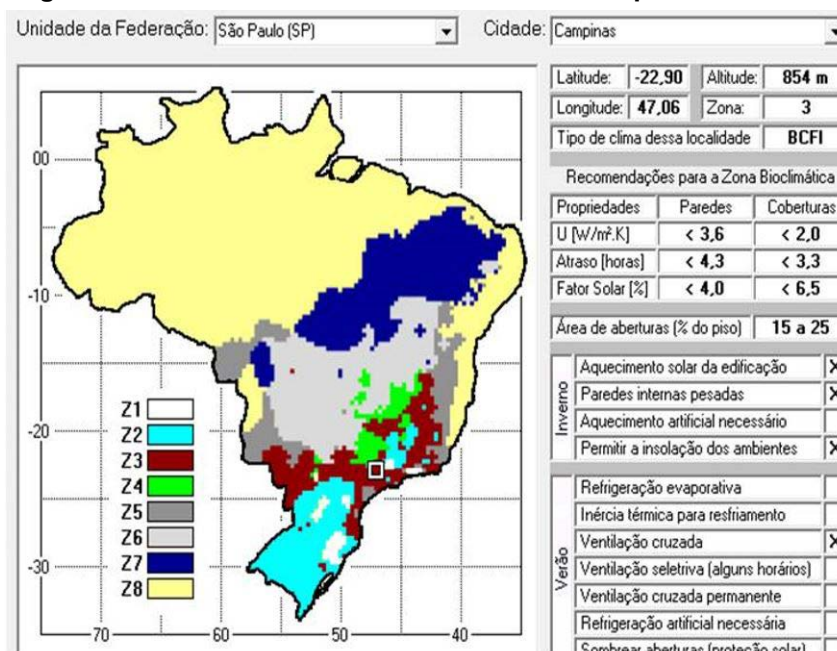 Unidade da Federação: São Paulo (SP) Cidade: Campinas
Latitude: -22,90 Altitude: 854 m
Longitude: 47,06 Zona: 3
Tipo de clima dessa localidade BCFI
Recomendações para a Zona Bioclimática
Propriedades Paredes Coberturas
U [W/m².K] < 3,6 < 2,0
Atraso [horas] < 4,3 < 3,3
Fator Solar [%] < 4,0 < 6,5
Área de aberturas (% do piso) 15 a 25
Inverno
Aquecimento solar da edificação X
Paredes internas pesadas X
Aquecimento artificial necessário
Permitir a insolação dos ambientes X
Verão
Refrigeração evaporativa
Inércia térmica para resfriamento
Ventilação cruzada X
Ventilação seletriva (alguns horários)
Ventilação cruzada permanente
Refrigeração artificial necessária
Sombrear aberturas (proteção solar)
00
-10
-20
-30
Z1
Z2
Z3
Z4
Z5
Z6
Z7
Z8
-70 -60 -50 -40